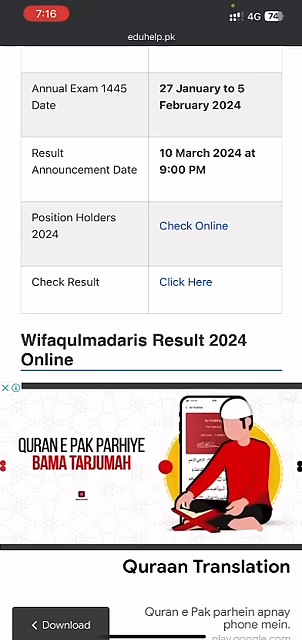 7:16
4G 74
eduhelp.pk
Annual Exam 1445
Date
27 January to 5
February 2024
Result
Announcement Date
10 March 2024 at
9:00 PM
Position Holders
2024
Check Online
Check Result
Click Here
Wifaqulmadaris Result 2024
Online
QURAN E PAK PARHIYE
BAMA TARJUMAH
Quraan Translation
Download
Quran e Pak parhein apnay
phone mein.
play.google.com